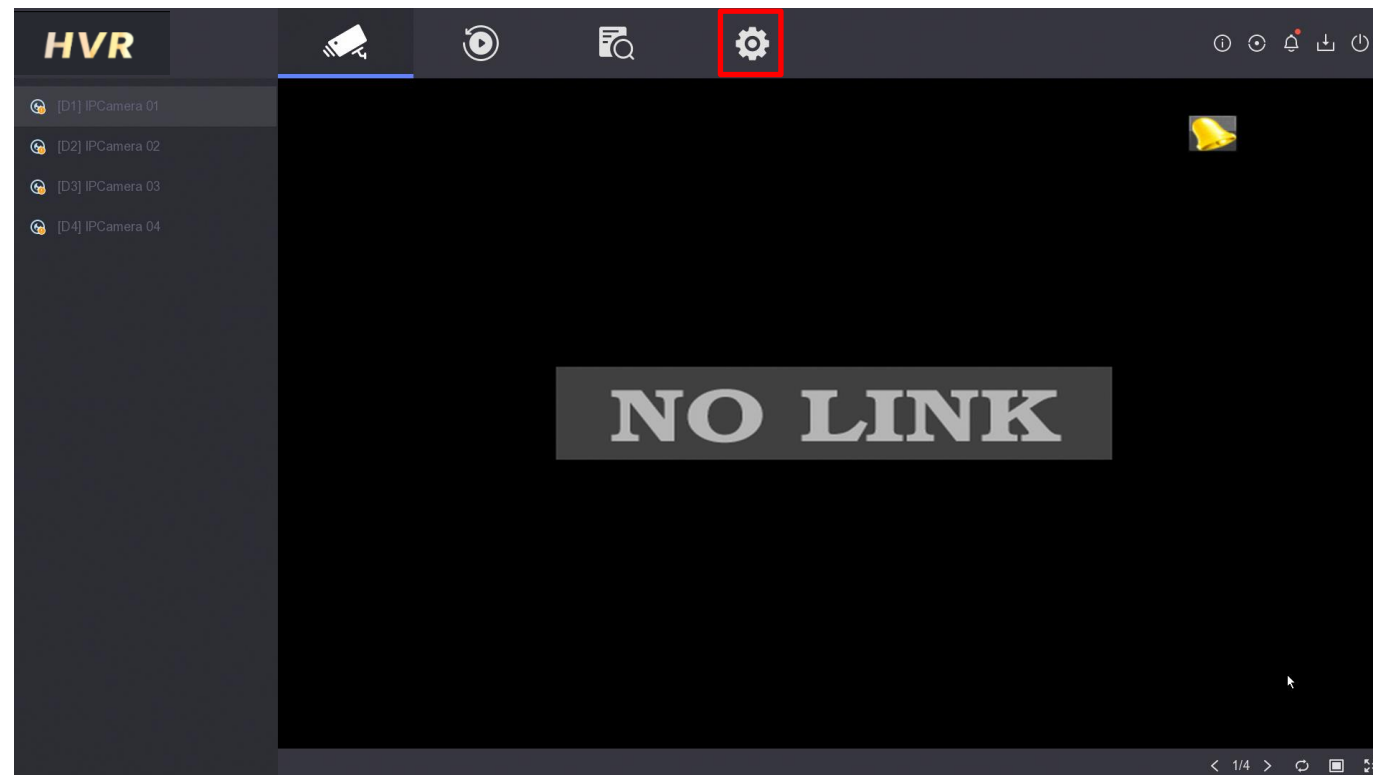 HVR
[D1] IPCamera 01
[D2] IPCamera 02
[D3] IPCamera 03
[D4] IPCamera 04
NO LINK
1/4